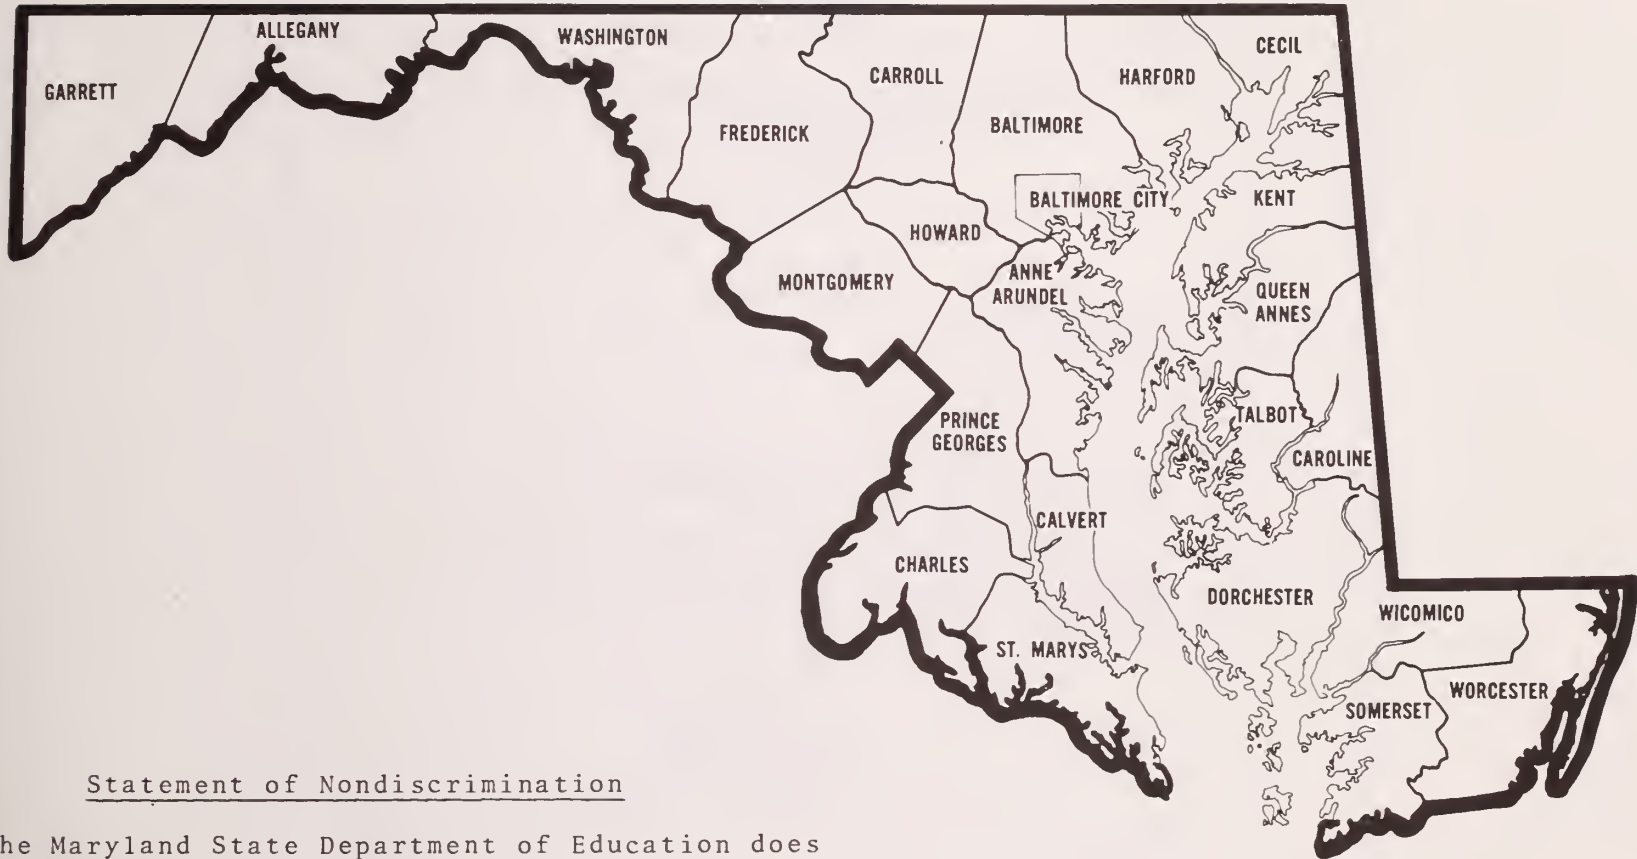 ALLEGANY
WASHINGTON
CECIL
GARRETT
CARROLL
HARFORD
FREDERICK
BALTIMORE
BALTIMORE CITY
KENT
HOWARD
MONTGOMERY
ANNE
ARUNDEL
QUEEN
ANNES
PRINCE
GEORGES
TALBOT
CAROLINE
CALVERT
CHARLES
DORCHESTER
WICOMICO
ST. MARYS
WORCESTER
SOMERSET
Statement of Nondiscrimination
he Maryland State Department of Education does